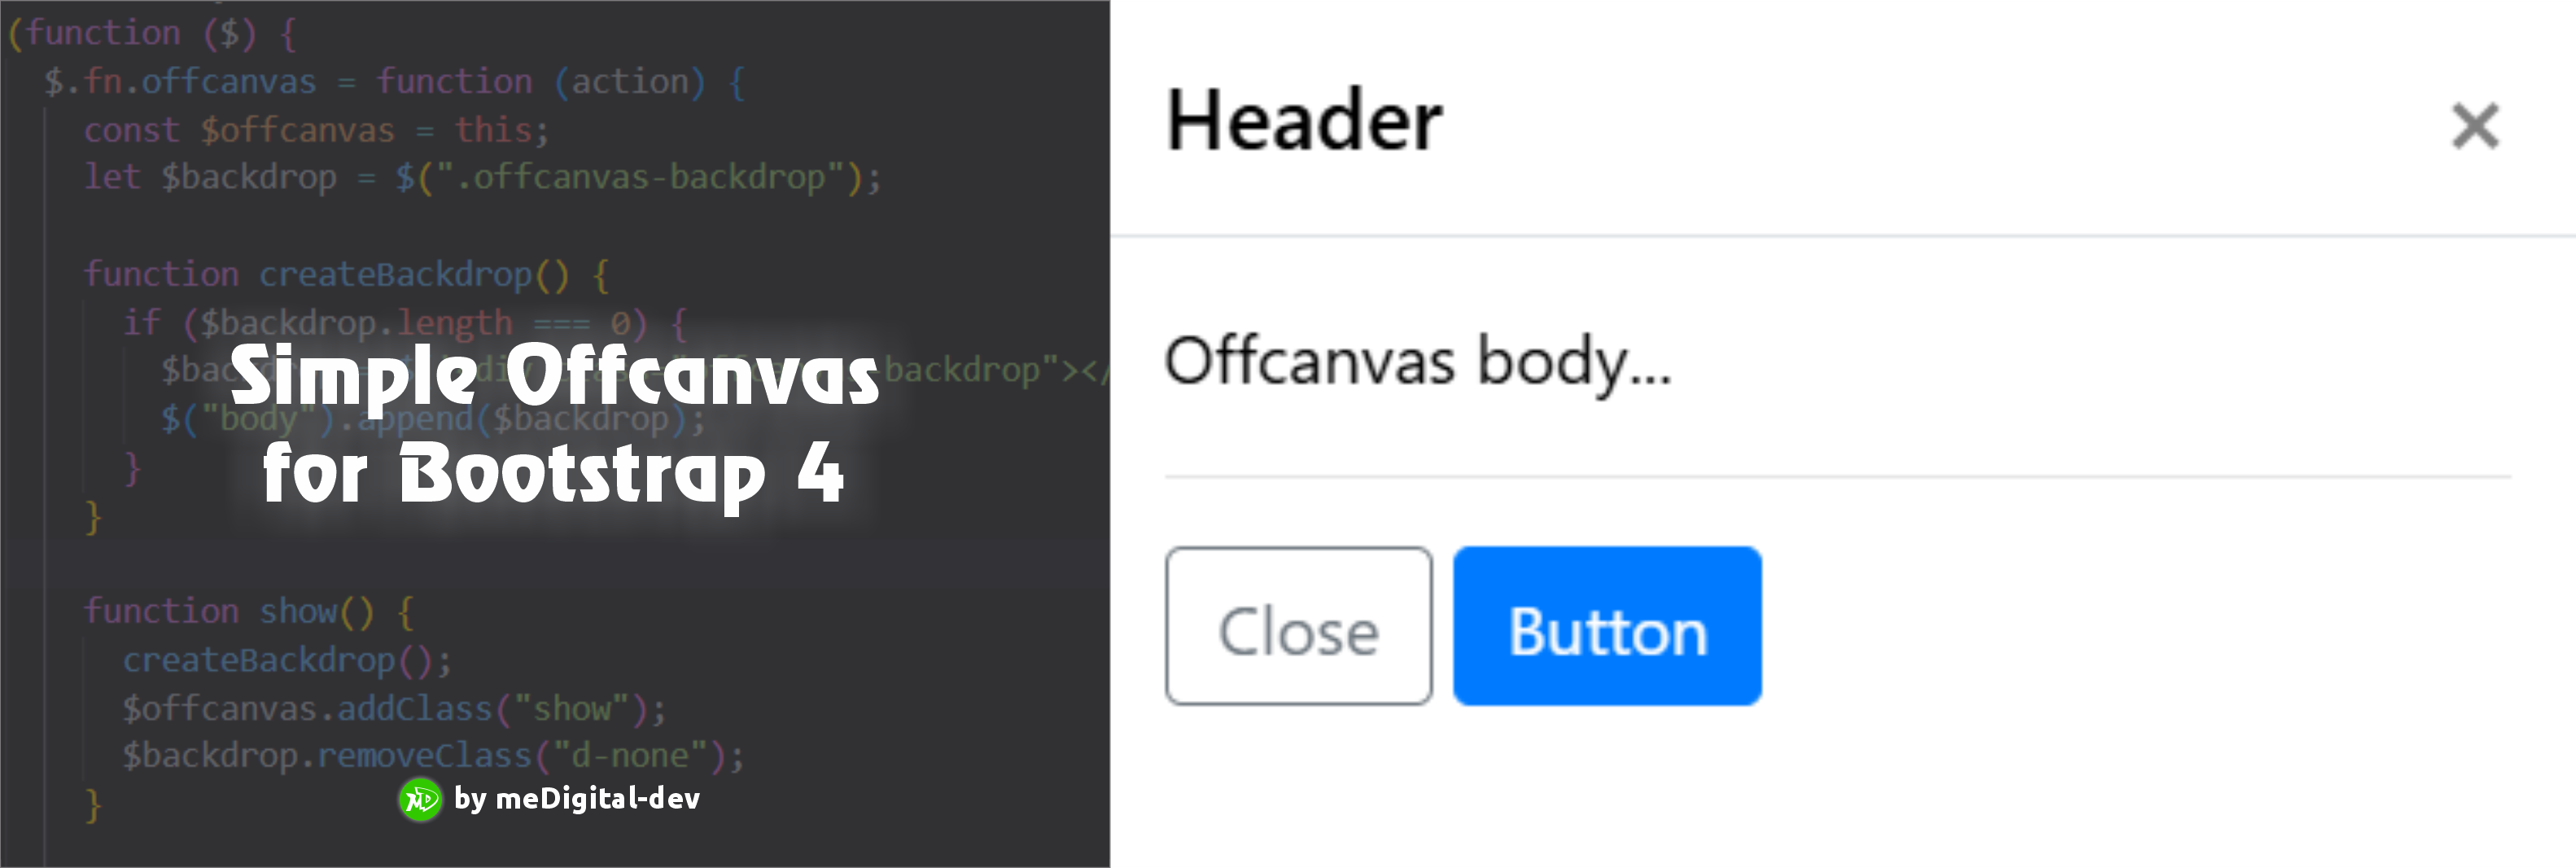 (function ($) {
$.fn.offcanvas = function (action) {
const $offcanvas = this;
let $backdrop = $(".offcanvas-backdrop");
function createBackdrop() {
if ($backdrop.length === 0) {
backdrop"></
$("body").append($backdrop);
}
}
Simple Offcanvas
for Bootstrap 4
function show() {
createBackdrop();
$offcanvas.addClass("show");
$backdrop.removeClass("d-none");
}
by meDigital-dev
Header
×
Offcanvas body...
Close
Button